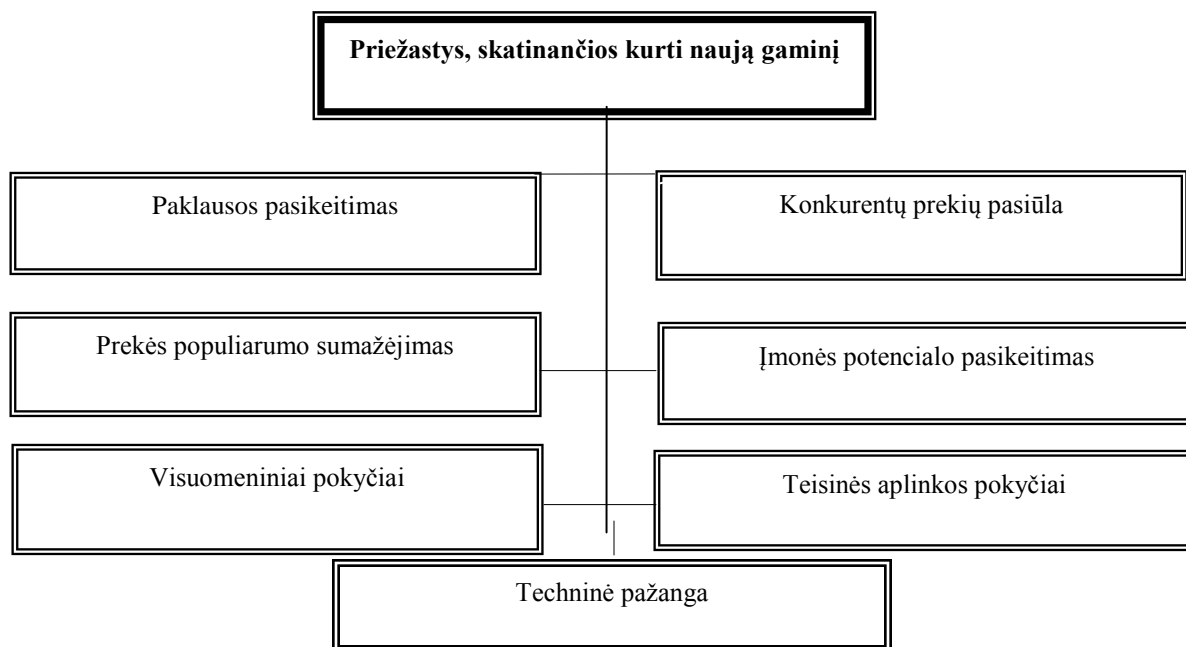 Priežastys, skatinančios kurti naują gaminį
Paklausos pasikeitimas
Konkurentų prekių pasiūla
Prekės populiarumo sumažėjimas
Įmonės potencialo pasikeitimas
Visuomeniniai pokyčiai
Teisinės aplinkos pokyčiai
Techninė pažanga